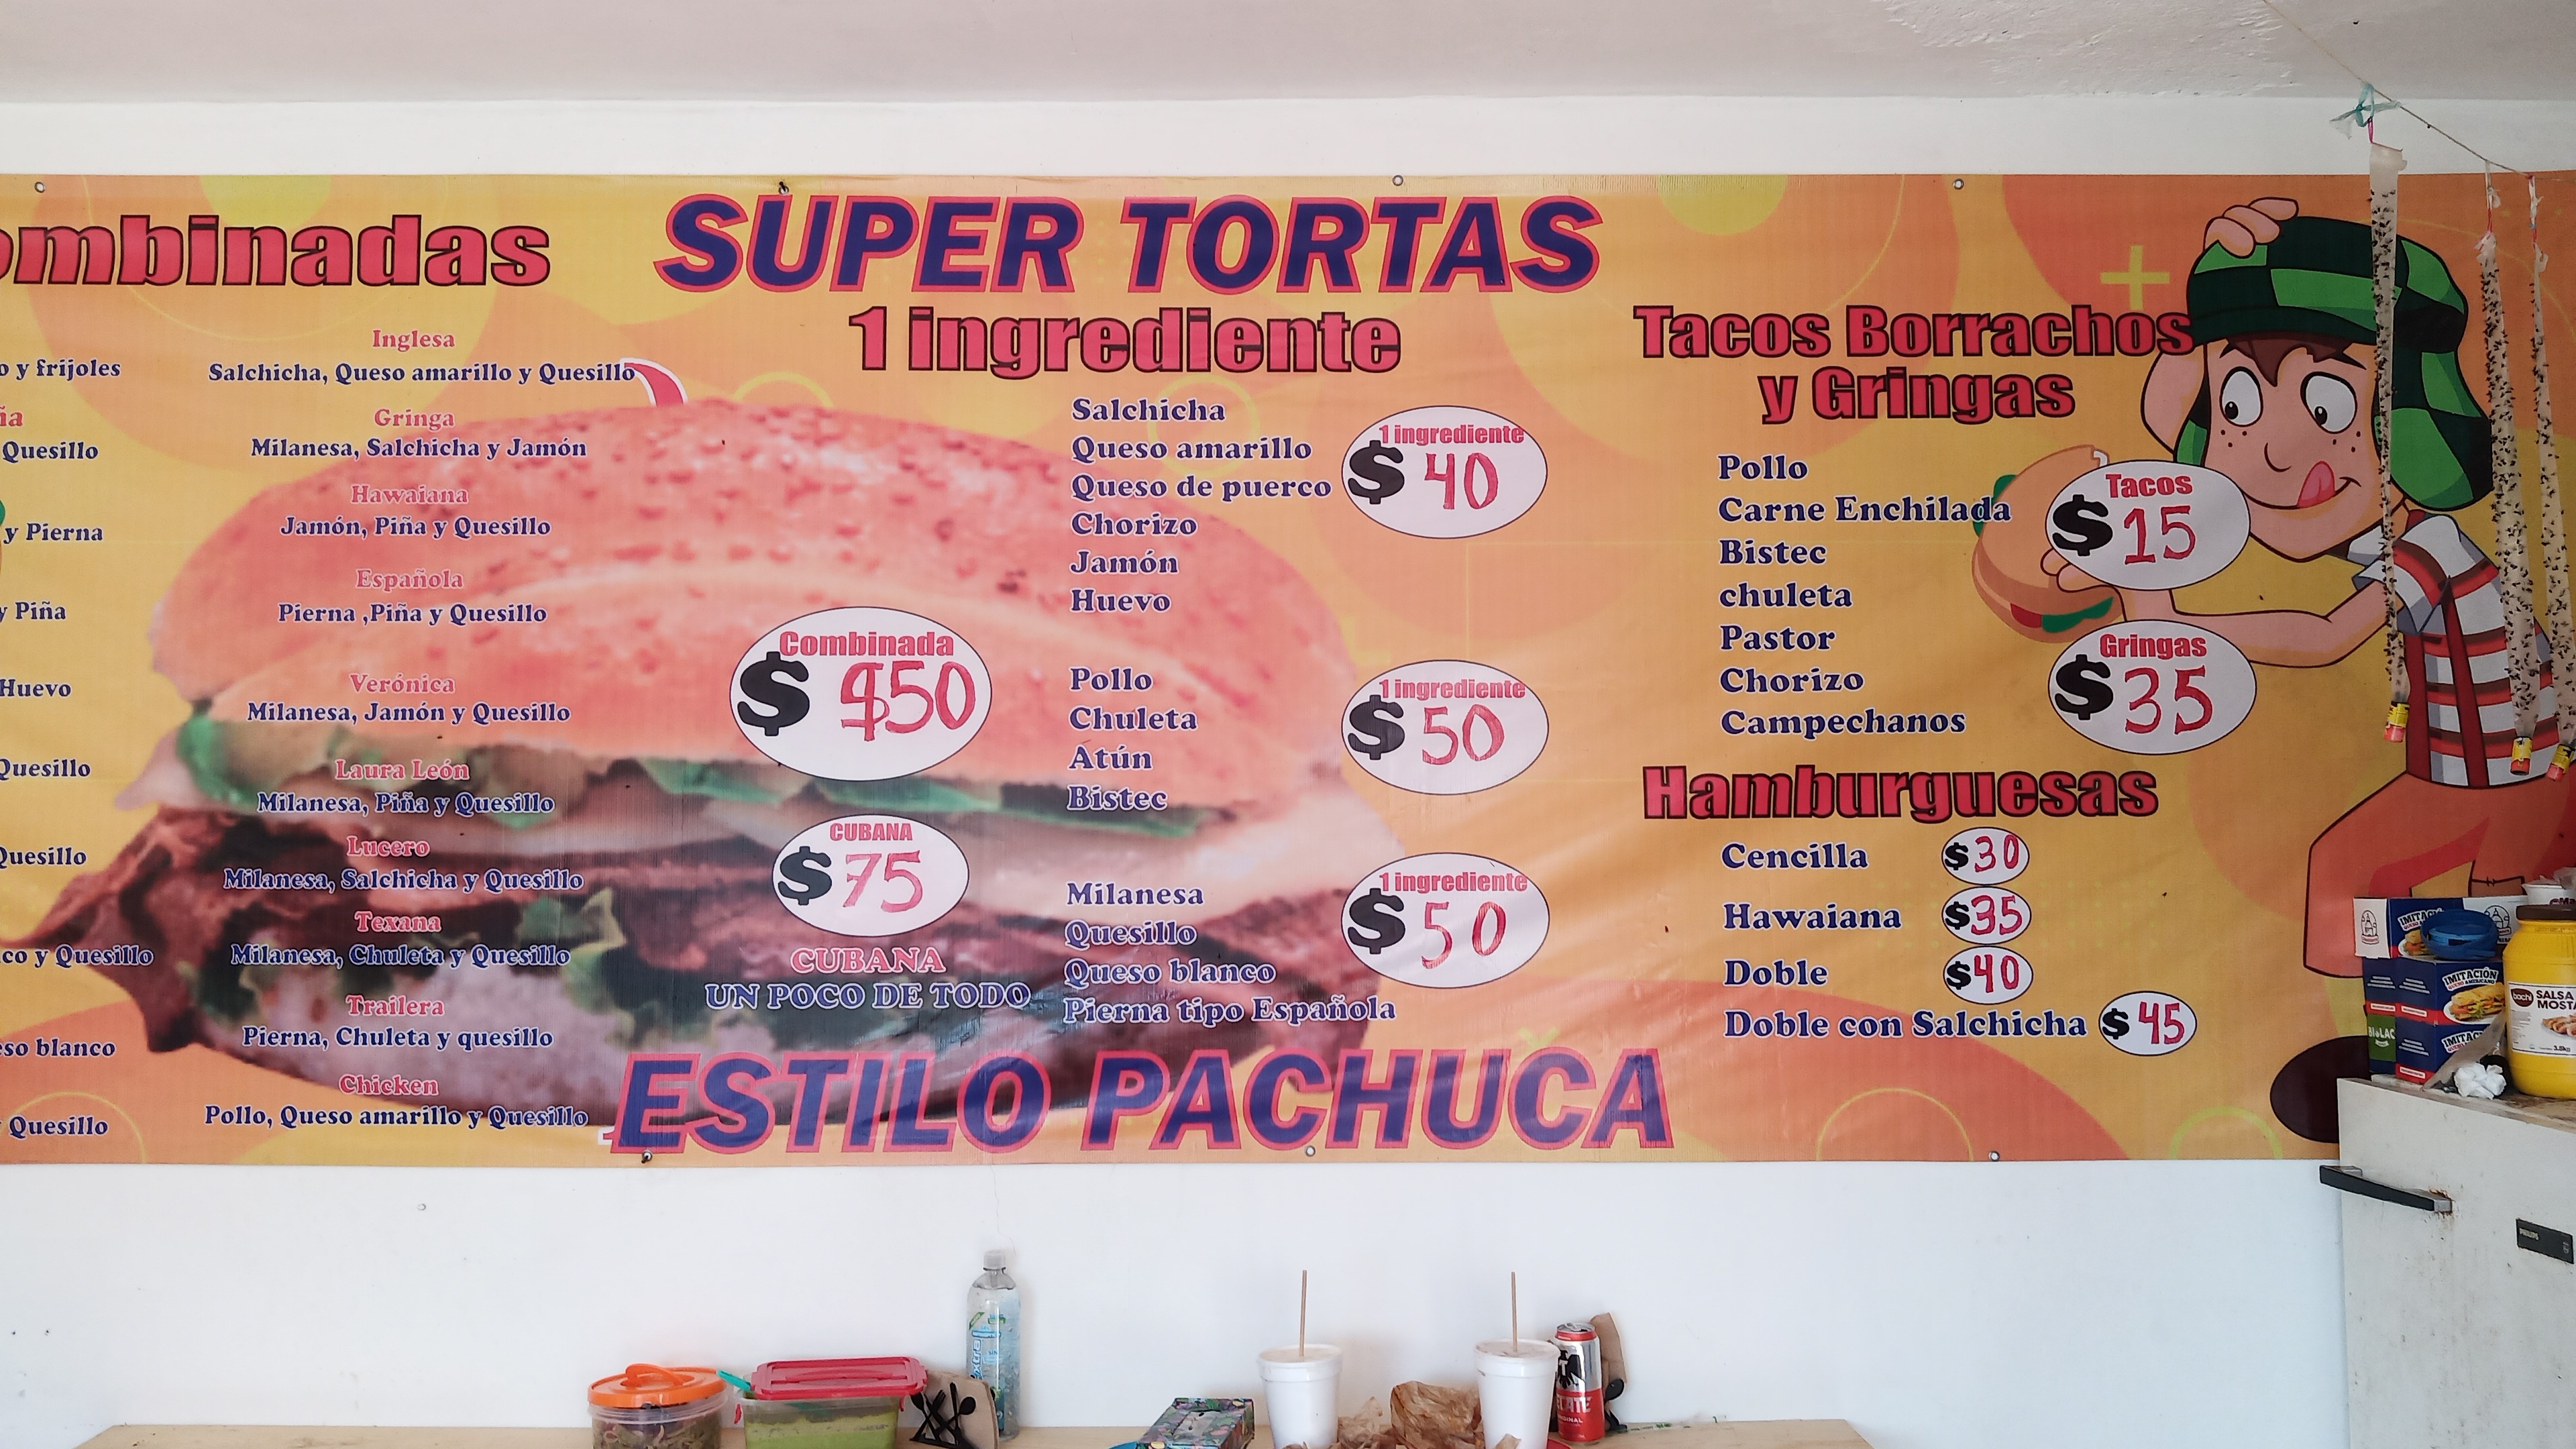 SUPER TORTAS
y frijoles
Quesillo
y Pierna
y Piña
Huevo
Quesillo
Quesillo
y Quesillo
blanco
Quesillo
Inglesa
Salchicha, Queso amarillo y Quesillo
Gringa
Milanesa, Salchicha y Jamón
Hawaiana
Jamón, Piña y Quesillo
Española
Pierna ,Piña y Quesillo
Verónica
Milanesa, Jamón y Quesillo
Laura León
Milanesa, Piña y Quesillo
Lucero
Milanesa, Salchicha y Quesillo
Texana
Milanesa, Chuleta y Quesillo
Trailera
Pierna, Chuleta y quesillo
Chicken
Pollo, Queso amarillo y Quesillo
Combinada
$ $50
CUBANA
$ 75
CUBANA
UN POCO DE TODO
1 ingrediente
Salchicha
Queso amarillo
Queso de puerco
Chorizo
Jamón
Huevo
1 ingrediente
$ 40
Pollo
Chuleta
Atún
Bistec
1 ingrediente
$ 50
Milanesa
Quesillo
Queso blanco
Pierna tipo Española
1 ingrediente
$ 50
ESTILO PACHUCA
Tacos Borrachos
y Gringas
Pollo
Carne Enchilada
Bistec
chuleta
Pastor
Chorizo
Campechanos
Tacos
$ 15
Gringas
$ 35
Hamburguesas
Cencilla $30
Hawaiana $35
Doble $40
Doble con Salchicha $45
IMITACIÓN
SALSA
PHILIPS